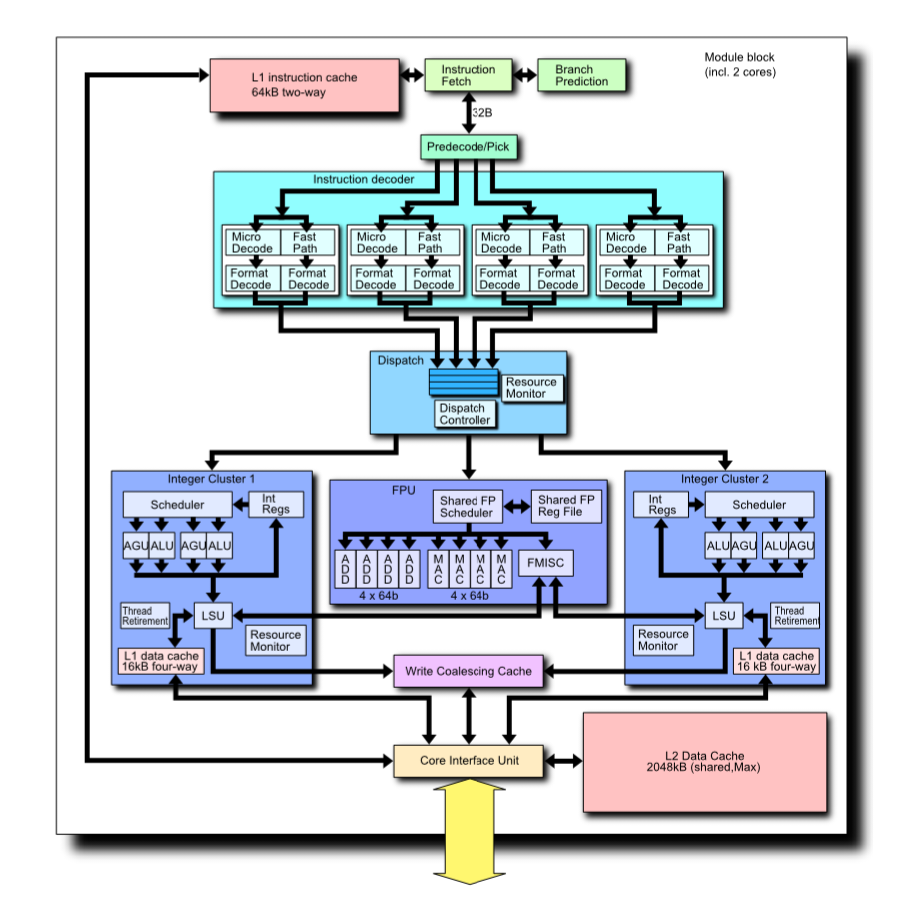 Module block
(incl. 2 cores)
L1 instruction cache
64kB two-way
Instruction
Fetch
Branch
Prediction
32B
Predecode/Pick
Instruction decoder
Micro
Decode
Fast
Path
Format
Decode
Format
Decode
Micro
Decode
Fast
Path
Format
Decode
Format
Decode
Micro
Decode
Fast
Path
Format
Decode
Format
Decode
Micro
Decode
Fast
Path
Format
Decode
Format
Decode
Dispatch
Resource
Monitor
Dispatch
Controller
Integer Cluster 1
Scheduler
Int
Regs
AGU
ALU
AGU
ALU
LSU
Thread
Retirement
Resource
Monitor
L1 data cache
16kB four-way
FPU
Shared FP
Scheduler
Shared FP
Reg File
ADD
ADD
ADD
ADD
4 x 64b
MAC
MAC
MAC
MAC
4 x 64b
FMISC
Integer Cluster 2
Int
Regs
Scheduler
ALU
AGU
ALU
AGU
LSU
Thread
Retirement
Resource
Monitor
L1 data cache
16 kB four-way
Write Coalescing Cache
Core Interface Unit
L2 Data Cache
2048kB (shared,Max)